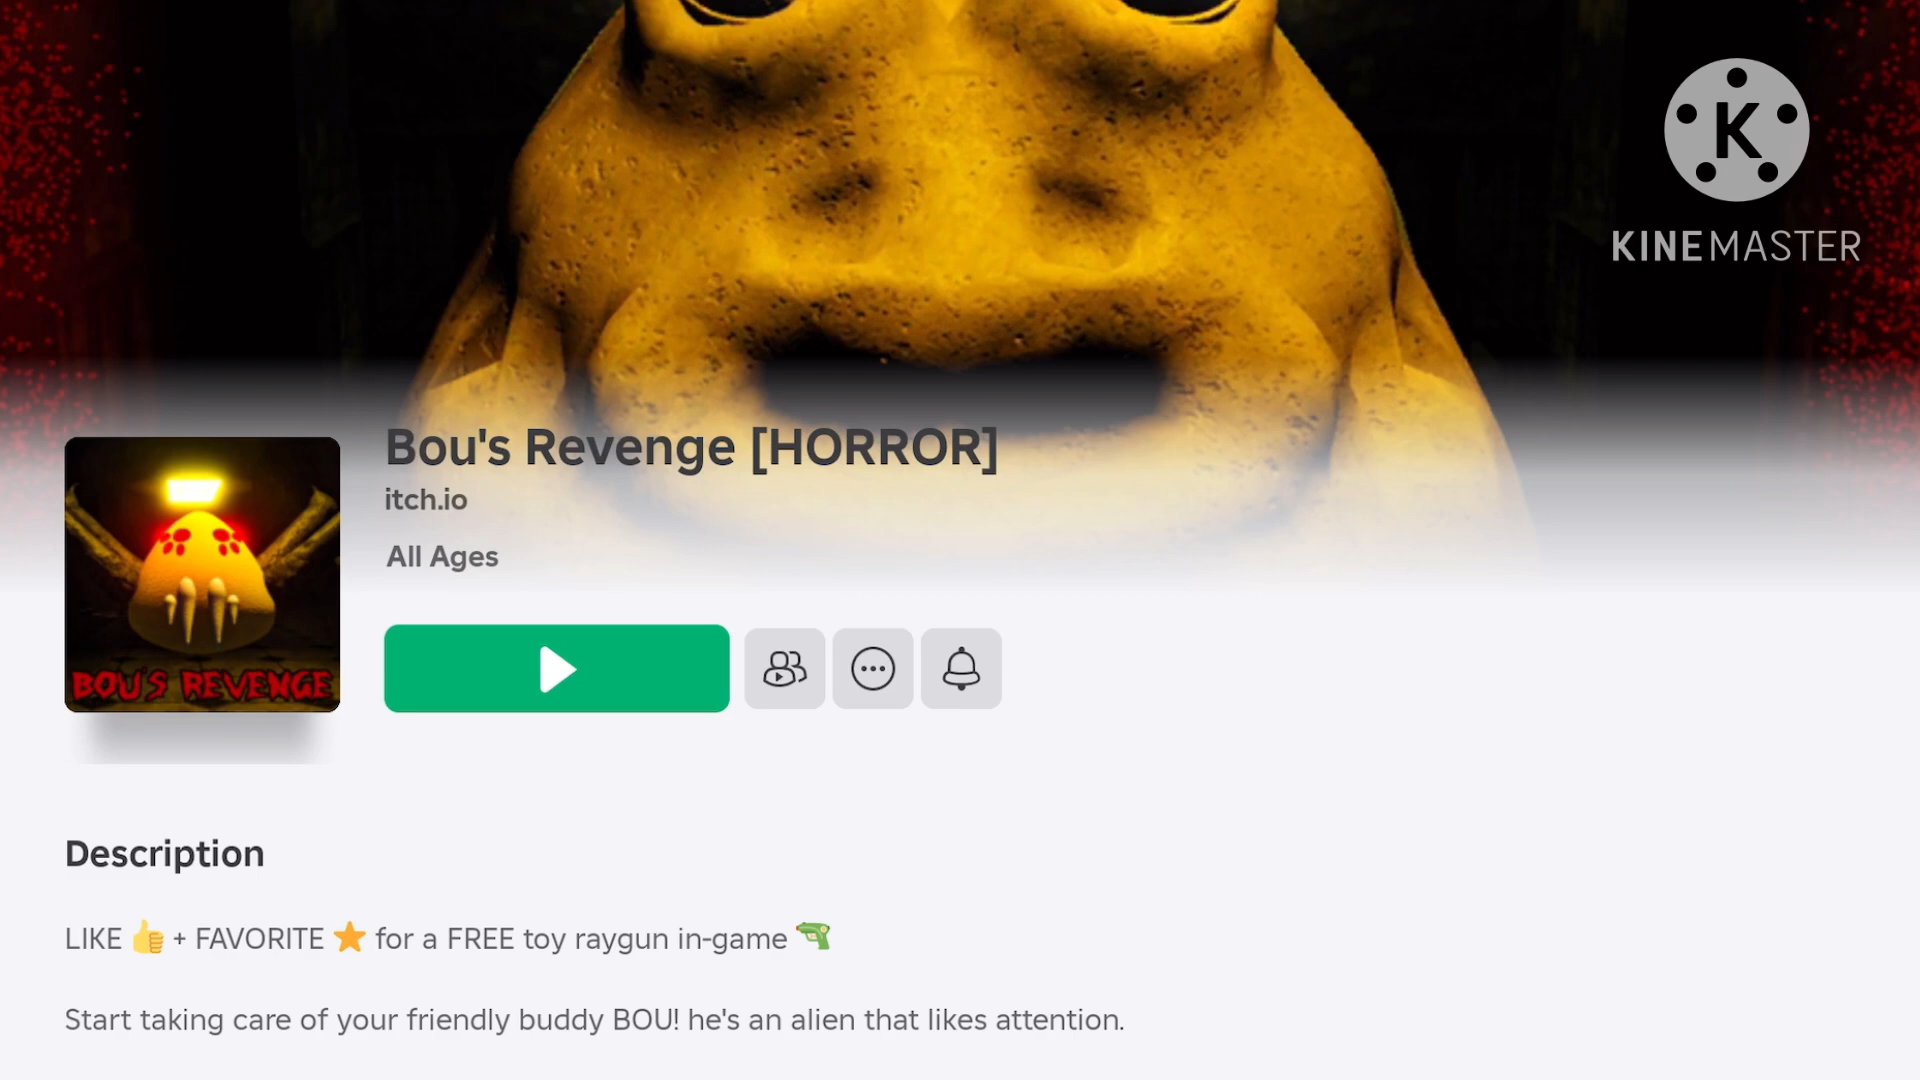 K
KINEMASTER
Bou's Revenge [HORROR]
itch.io
All Ages
BOU'S REVENGE
Description
LIKE 👍 + FAVORITE ⭐ for a FREE toy raygun in-game 🔫
Start taking care of your friendly buddy BOU! he's an alien that likes attention.